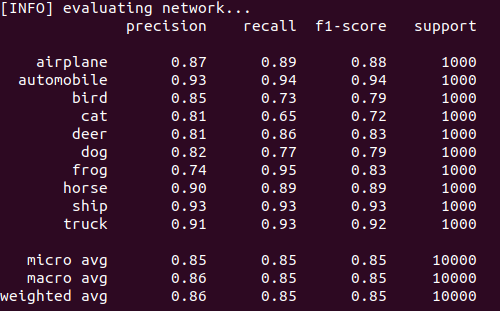 [INFO] evaluating network...
precision recall f1-score support
airplane 0.87 0.89 0.88 1000
automobile 0.93 0.94 0.94 1000
bird 0.85 0.73 0.79 1000
cat 0.81 0.65 0.72 1000
deer 0.81 0.86 0.83 1000
dog 0.82 0.77 0.79 1000
frog 0.74 0.95 0.83 1000
horse 0.90 0.89 0.89 1000
ship 0.93 0.93 0.93 1000
truck 0.91 0.93 0.92 1000
micro avg 0.85 0.85 0.85 10000
macro avg 0.86 0.85 0.85 10000
weighted avg 0.86 0.85 0.85 10000